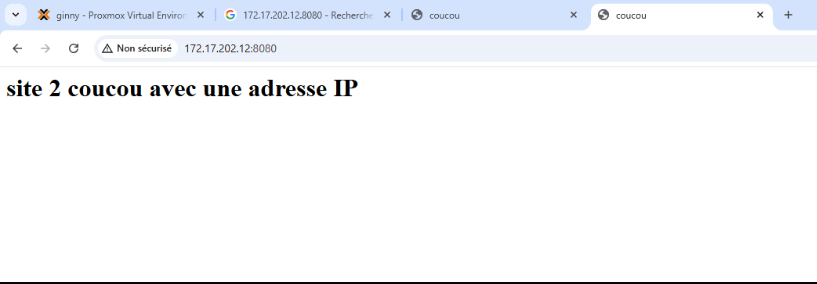 ginny - Proxmox Virtual Environ
172.17.202.12.8080 - Recherche
coucou
coucou
Non sécurisé
172.17.202.12:8080
site 2 coucou avec une adresse IP